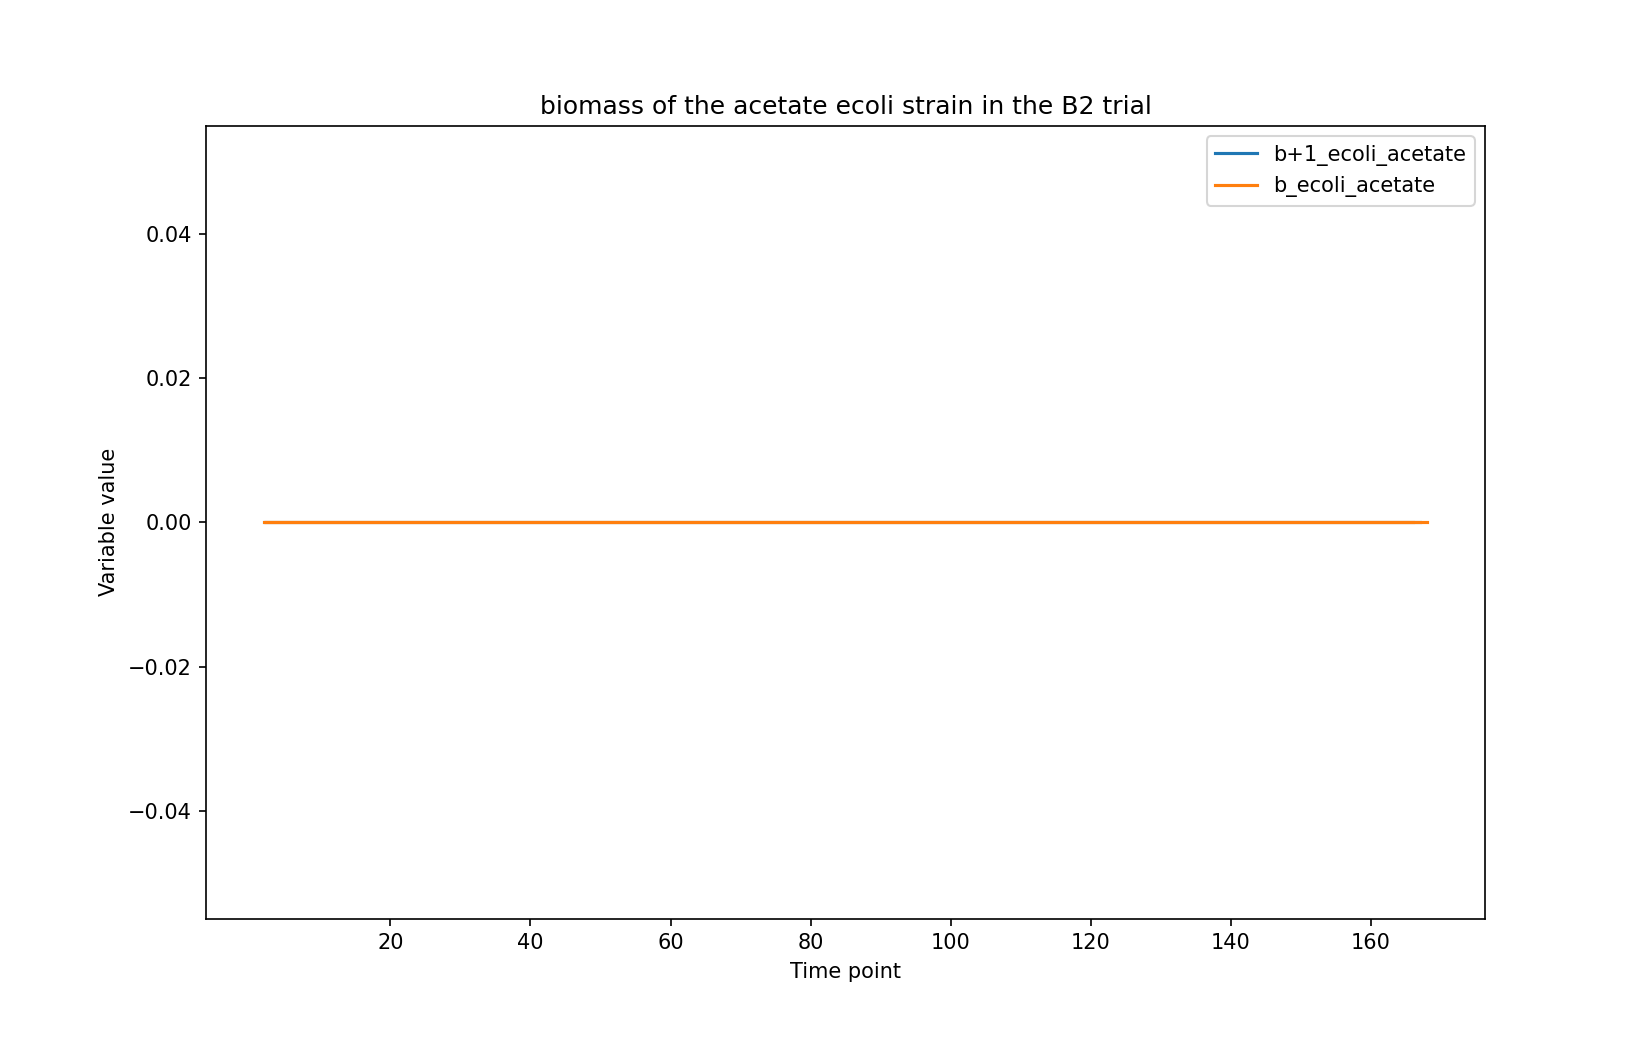 biomass of the acetate ecoli strain in the B2 trial
b+1_ecoli_acetate
b_ecoli_acetate
Variable value
0.04
0.02
0.00
−0.02
−0.04
20 40 60 80 100 120 140 160
Time point